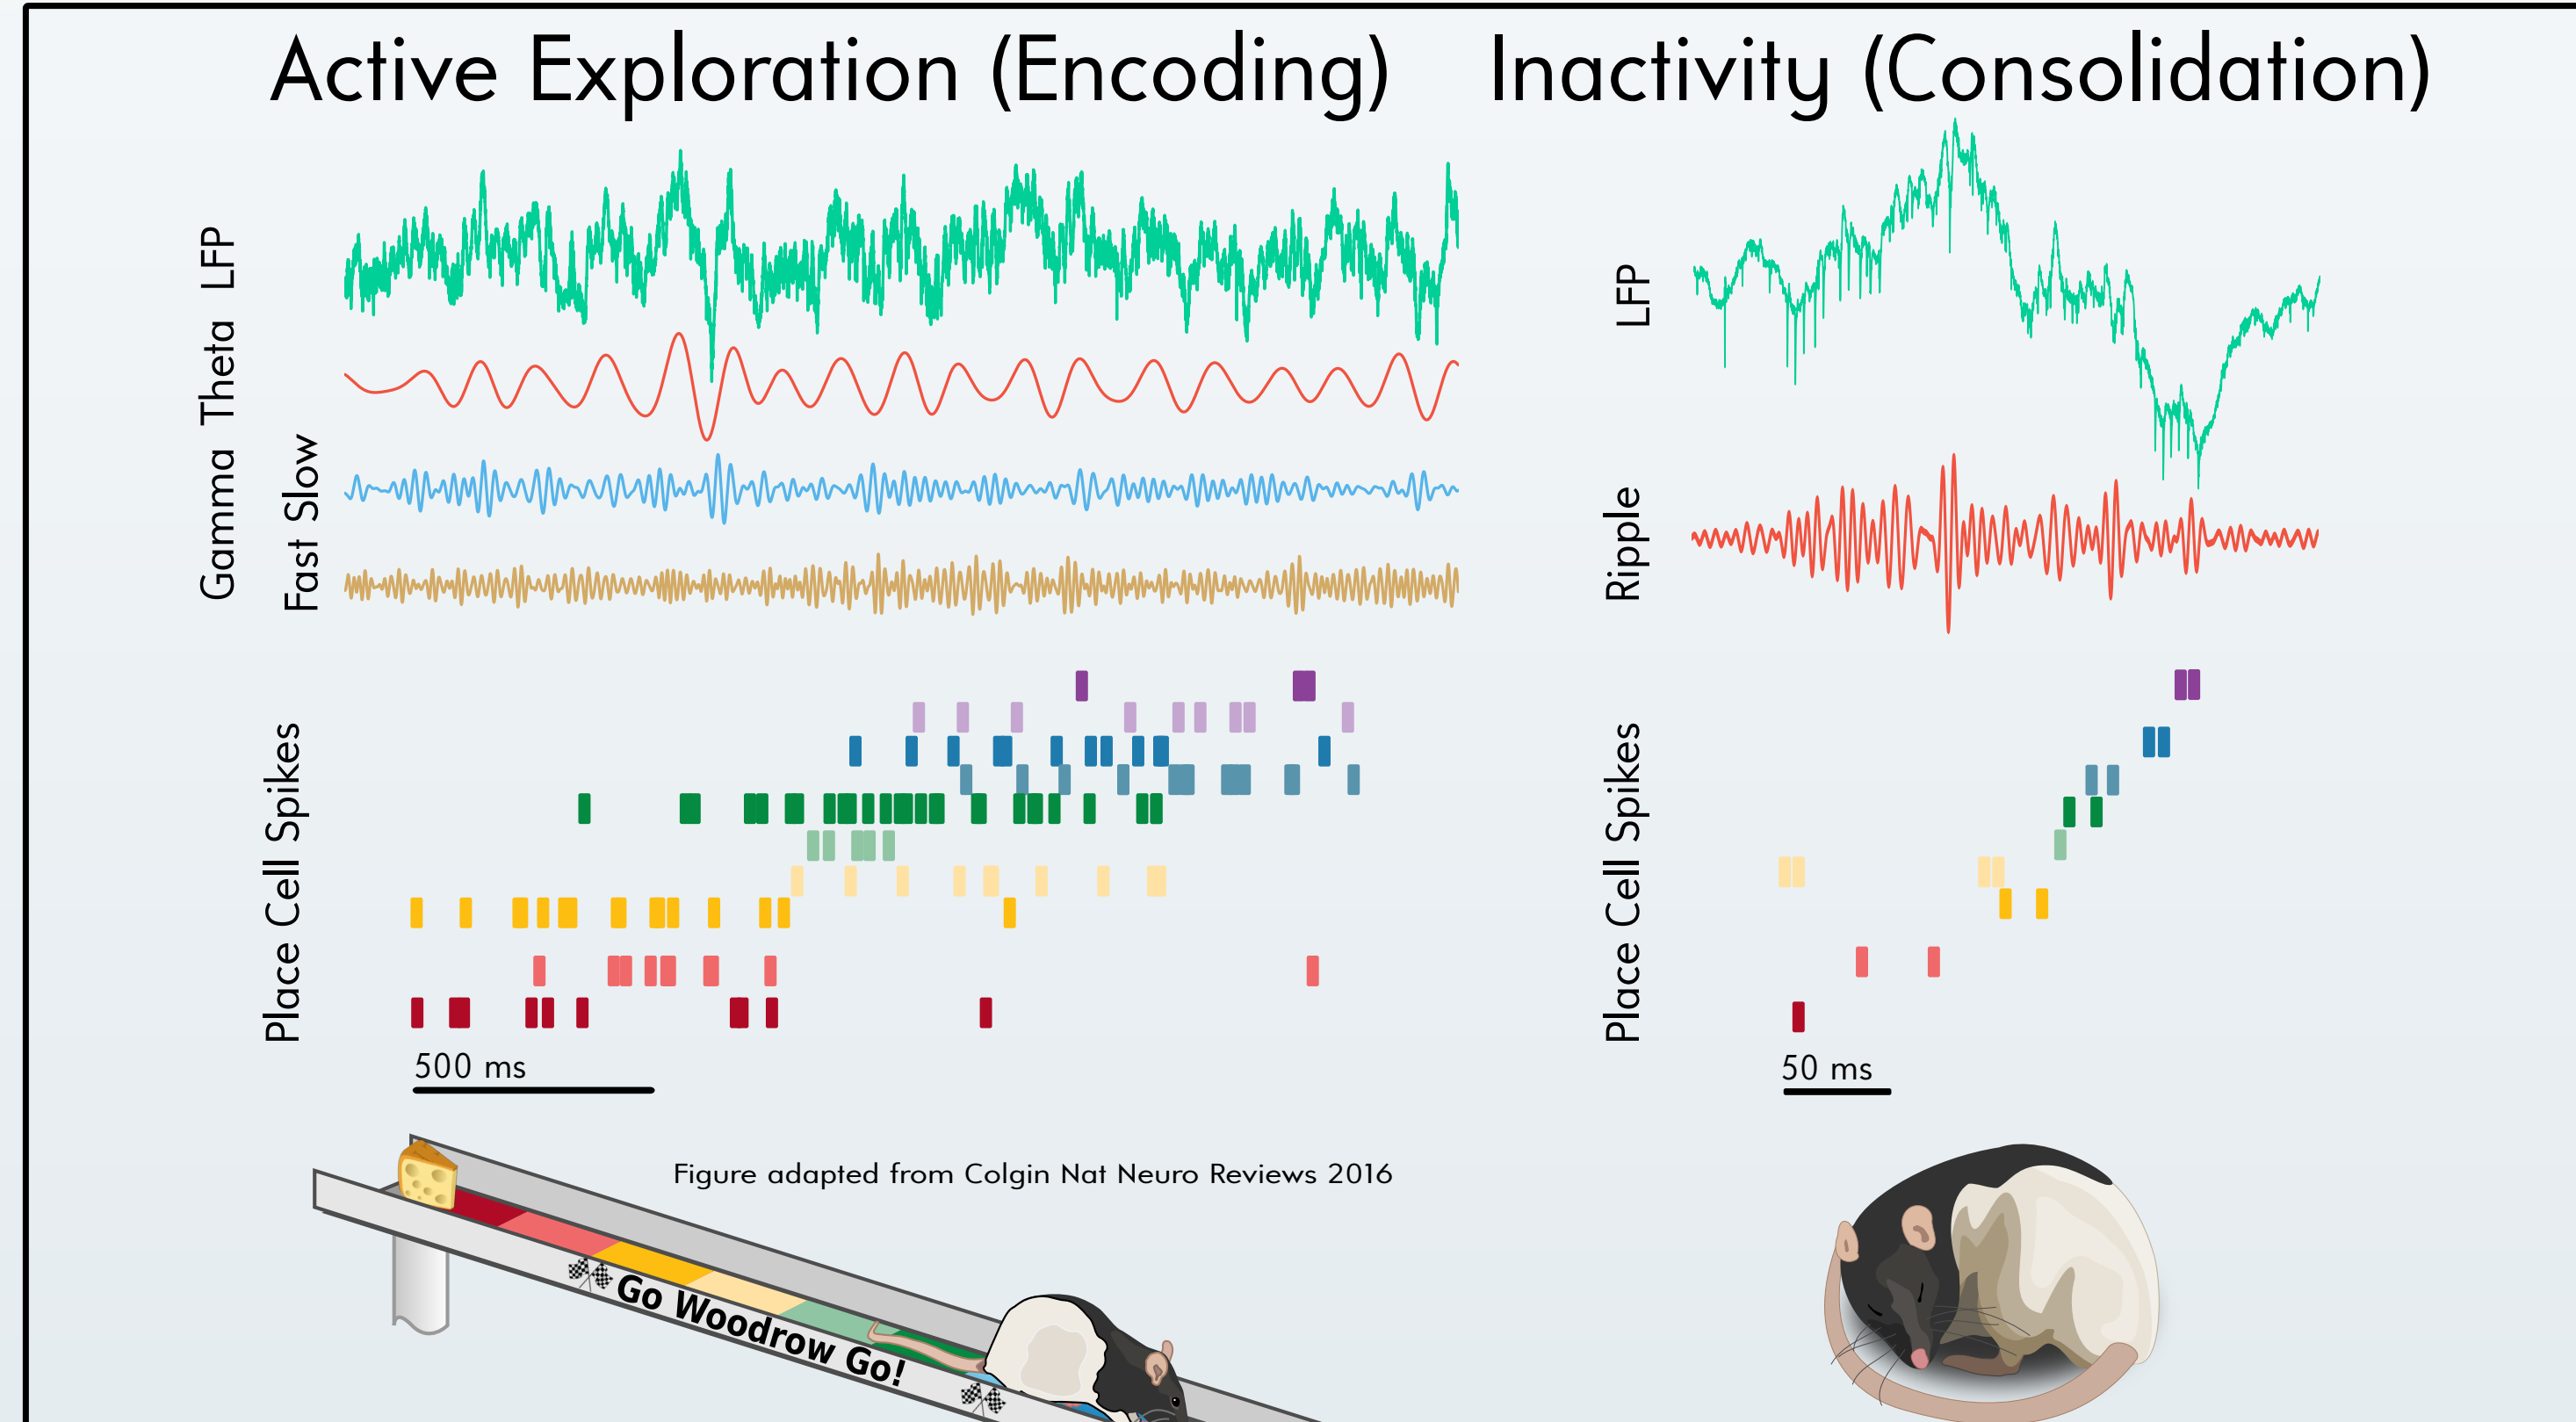 Active Exploration (Encoding)
LFP
Theta
Gamma
Slow
Fast
Place Cell Spikes
500 ms
Inactivity (Consolidation)
LFP
Ripple
Place Cell Spikes
50 ms
Figure adapted from Colgin Nat Neuro Reviews 2016
Go Woodrow Go!